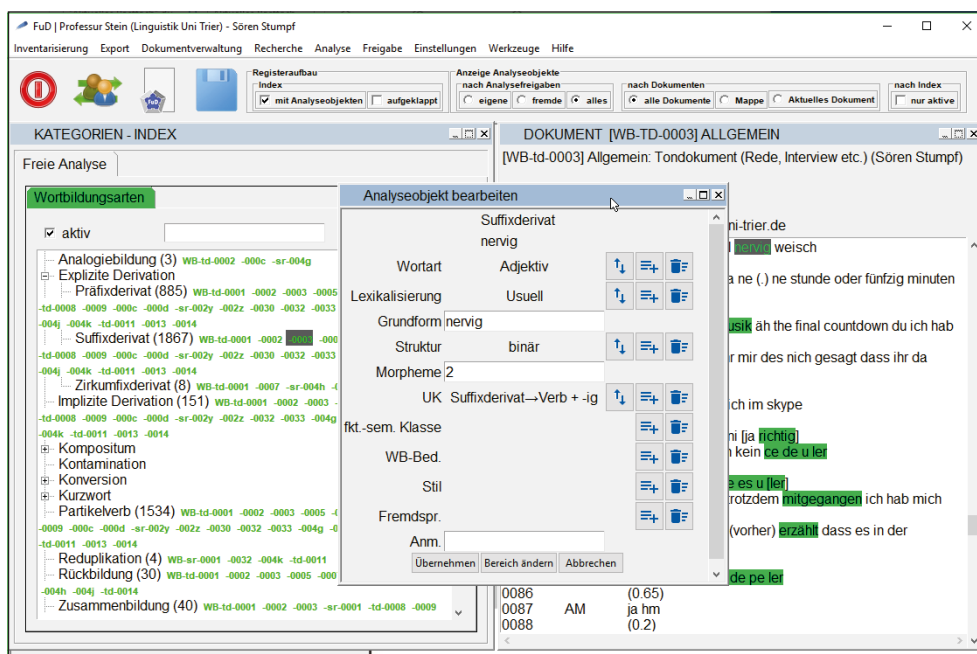 FuD | Professur Stein (Linguistik Uni Trier) - Sören Stumpf
Inventarisierung Export Dokumentverwaltung Recherche Analyse Freigabe Einstellungen Werkzeuge Hilfe
Registeraufbau
Index
mit Analyseobjekten aufgeklappt
Anzeige Analyseobjekte
nach Analysefreigaben
eigene fremde alles
nach Dokumenten
alle Dokumente Mappe Aktuelles Dokument
nach Index
nur aktive
FuD
KATEGORIEN - INDEX
Freie Analyse
Wortbildungsarten
aktiv
Analogiebildung (3) WB-td-0002 -000c -sr-004g
Explizite Derivation
Präfixderivat (885) WB-td-0001 -0002 -0003 -0005
-td-0008 -0009 -000c -000d -sr-002y -002z -0030 -0032 -0033
-004j -004k -td-0011 -0013 -0014
Suffixderivat (1867) WB-td-0001 -0002 -0003 -000
-td-0008 -0009 -000c -000d -sr-002y -002z -0030 -0032 -0033
-004j -004k -td-0011 -0013 -0014
Zirkumfixderivat (8) WB-td-0001 -0007 -sr-004h -(
Implizite Derivation (151) WB-td-0001 -0002 -0003 -
-td-0008 -0009 -000c -000d -sr-002y -002z -0032 -0033 -004g
-004k -td-0011 -0013 -0014
Kompositum
Kontamination
Konversion
Kurzwort
Partikelverb (1534) WB-td-0001 -0002 -0003 -0005 -
-0009 -000c -000d -sr-002y -002z -0030 -0032 -0033 -004g -0
-td-0011 -0013 -0014
Reduplikation (4) WB-sr-0001 -0032 -004k -td-0011
Rückbildung (30) WB-td-0001 -0002 -0003 -0005 -000
-004h -004j -td-0014
Zusammenbildung (40) WB-td-0001 -0002 -0003 -sr-0001 -td-0008 -0009
Analyseobjekt bearbeiten
Suffixderivat
nervig
Wortart Adjektiv
Lexikalisierung Usuell
Grundform nervig
Struktur binär
Morpheme 2
UK Suffixderivat→Verb + -ig
fkt.-sem. Klasse
WB-Bed.
Stil
Fremdspr.
Anm.
Übernehmen Bereich ändern Abbrechen
DOKUMENT [WB-TD-0003] ALLGEMEIN
[WB-td-0003] Allgemein: Tondokument (Rede, Interview etc.) (Sören Stumpf)
ni-trier.de
nervig weisch
a ne (.) ne stunde oder fünfzig minuten
usik äh the final countdown du ich hab
r mir des nich gesagt dass ihr da
ich im skype
ni [ja richtig]
kein ce de u ler
e es u [ler]
trotzdem mitgegangen ich hab mich
(vorher) erzählt dass es in der
de pe ler
0086 (0.65)
0087 AM ja hm
0088 (0.2)